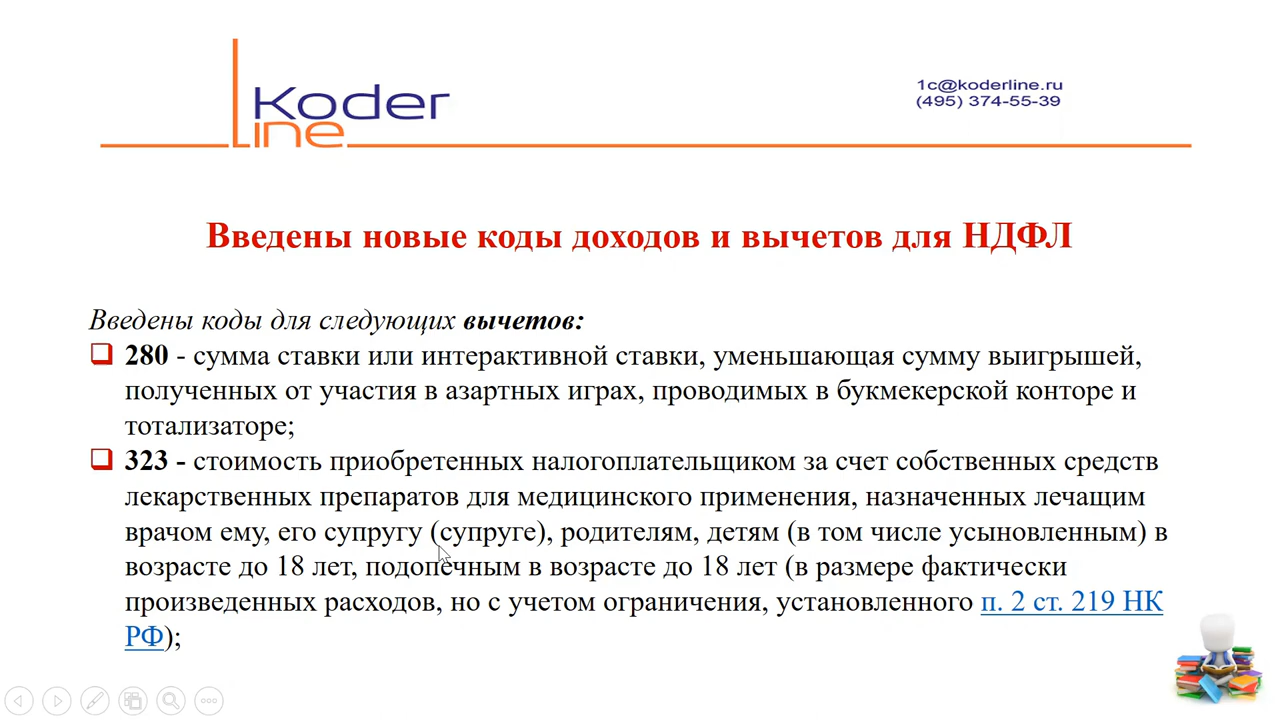 Koder
Line
1c@koderline.ru
(495) 374-55-39
Введены новые коды доходов и вычетов для НДФЛ
Введены коды для следующих вычетов:
280 - сумма ставки или интерактивной ставки, уменьшающая сумму выигрышей,
полученных от участия в азартных играх, проводимых в букмекерской конторе и
тотализаторе;
323 - стоимость приобретенных налогоплательщиком за счет собственных средств
лекарственных препаратов для медицинского применения, назначенных лечащим
врачом ему, его супругу (супруге), родителям, детям (в том числе усыновленным) в
возрасте до 18 лет, подопечным в возрасте до 18 лет (в размере фактически
произведенных расходов, но с учетом ограничения, установленного п. 2 ст. 219 НК
РФ);